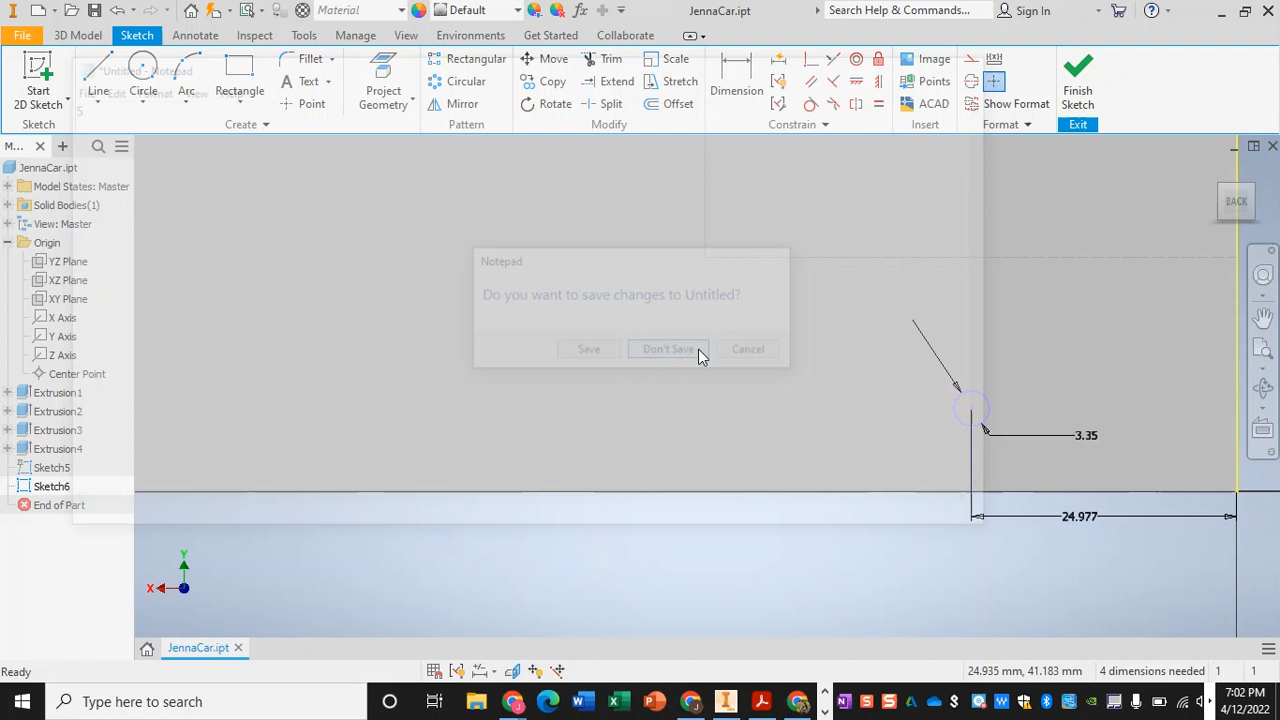 Material
Default
JennaCar.ipt
Search Help & Commands...
Sign In
File
3D Model
Sketch
Annotate
Inspect
Tools
Manage
View
Environments
Get Started
Collaborate
Start
2D Sketch
Line
Circle
Arc
Rectangle
Fillet
Text
Point
Project
Geometry
Rectangular
Circular
Mirror
Move
Copy
Rotate
Trim
Extend
Split
Scale
Stretch
Offset
Dimension
Image
Points
ACAD
Show Format
Finish
Sketch
Sketch
Create
Pattern
Modify
Constrain
Insert
Format
Exit
*Untitled - Notepad
File Edit Format View
5
M...
JennaCar.ipt
Model States: Master
Solid Bodies(1)
View: Master
Origin
YZ Plane
XZ Plane
XY Plane
X Axis
Y Axis
Z Axis
Center Point
Extrusion1
Extrusion2
Extrusion3
Extrusion4
Sketch5
Sketch6
End of Part
BACK
Notepad
Do you want to save changes to Untitled?
Save
Don't Save
Cancel
3.35
24.977
Y
X
JennaCar.ipt
Ready
24.935 mm, 41.183 mm
4 dimensions needed
1
1
Type here to search
7:02 PM
4/12/2022